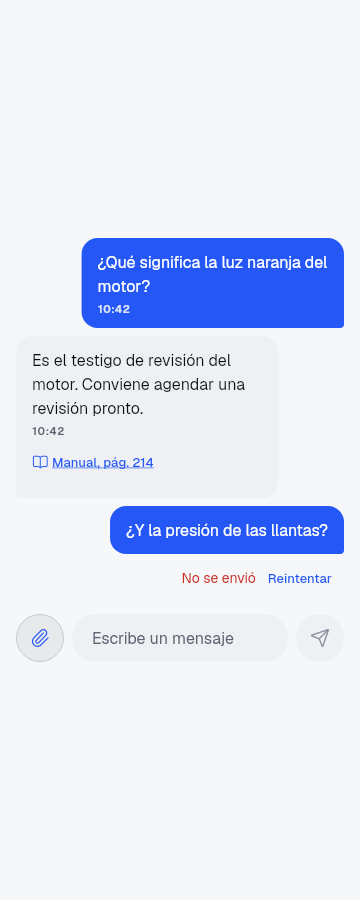 ¿Qué significa la luz naranja del
motor?
10:42
Es el testigo de revisión del
motor. Conviene agendar una
revisión pronto.
10:42
Manual, pág. 214
¿Y la presión de las llantas?
No se envió Reintentar
Escribe un mensaje